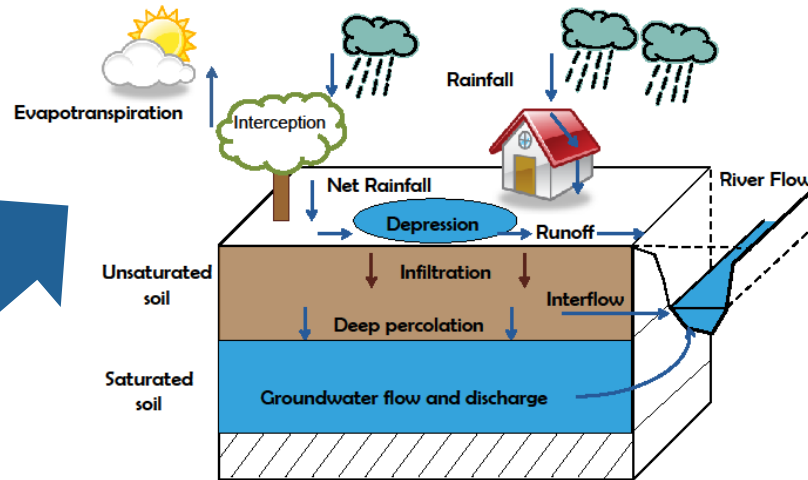 Rainfall
Evapotranspiration
Interception
River Flow
Net Rainfall
Depression
Runoff
Unsaturated
soil
Infiltration
Interflow
Deep percolation
Saturated
soil
Groundwater flow and discharge